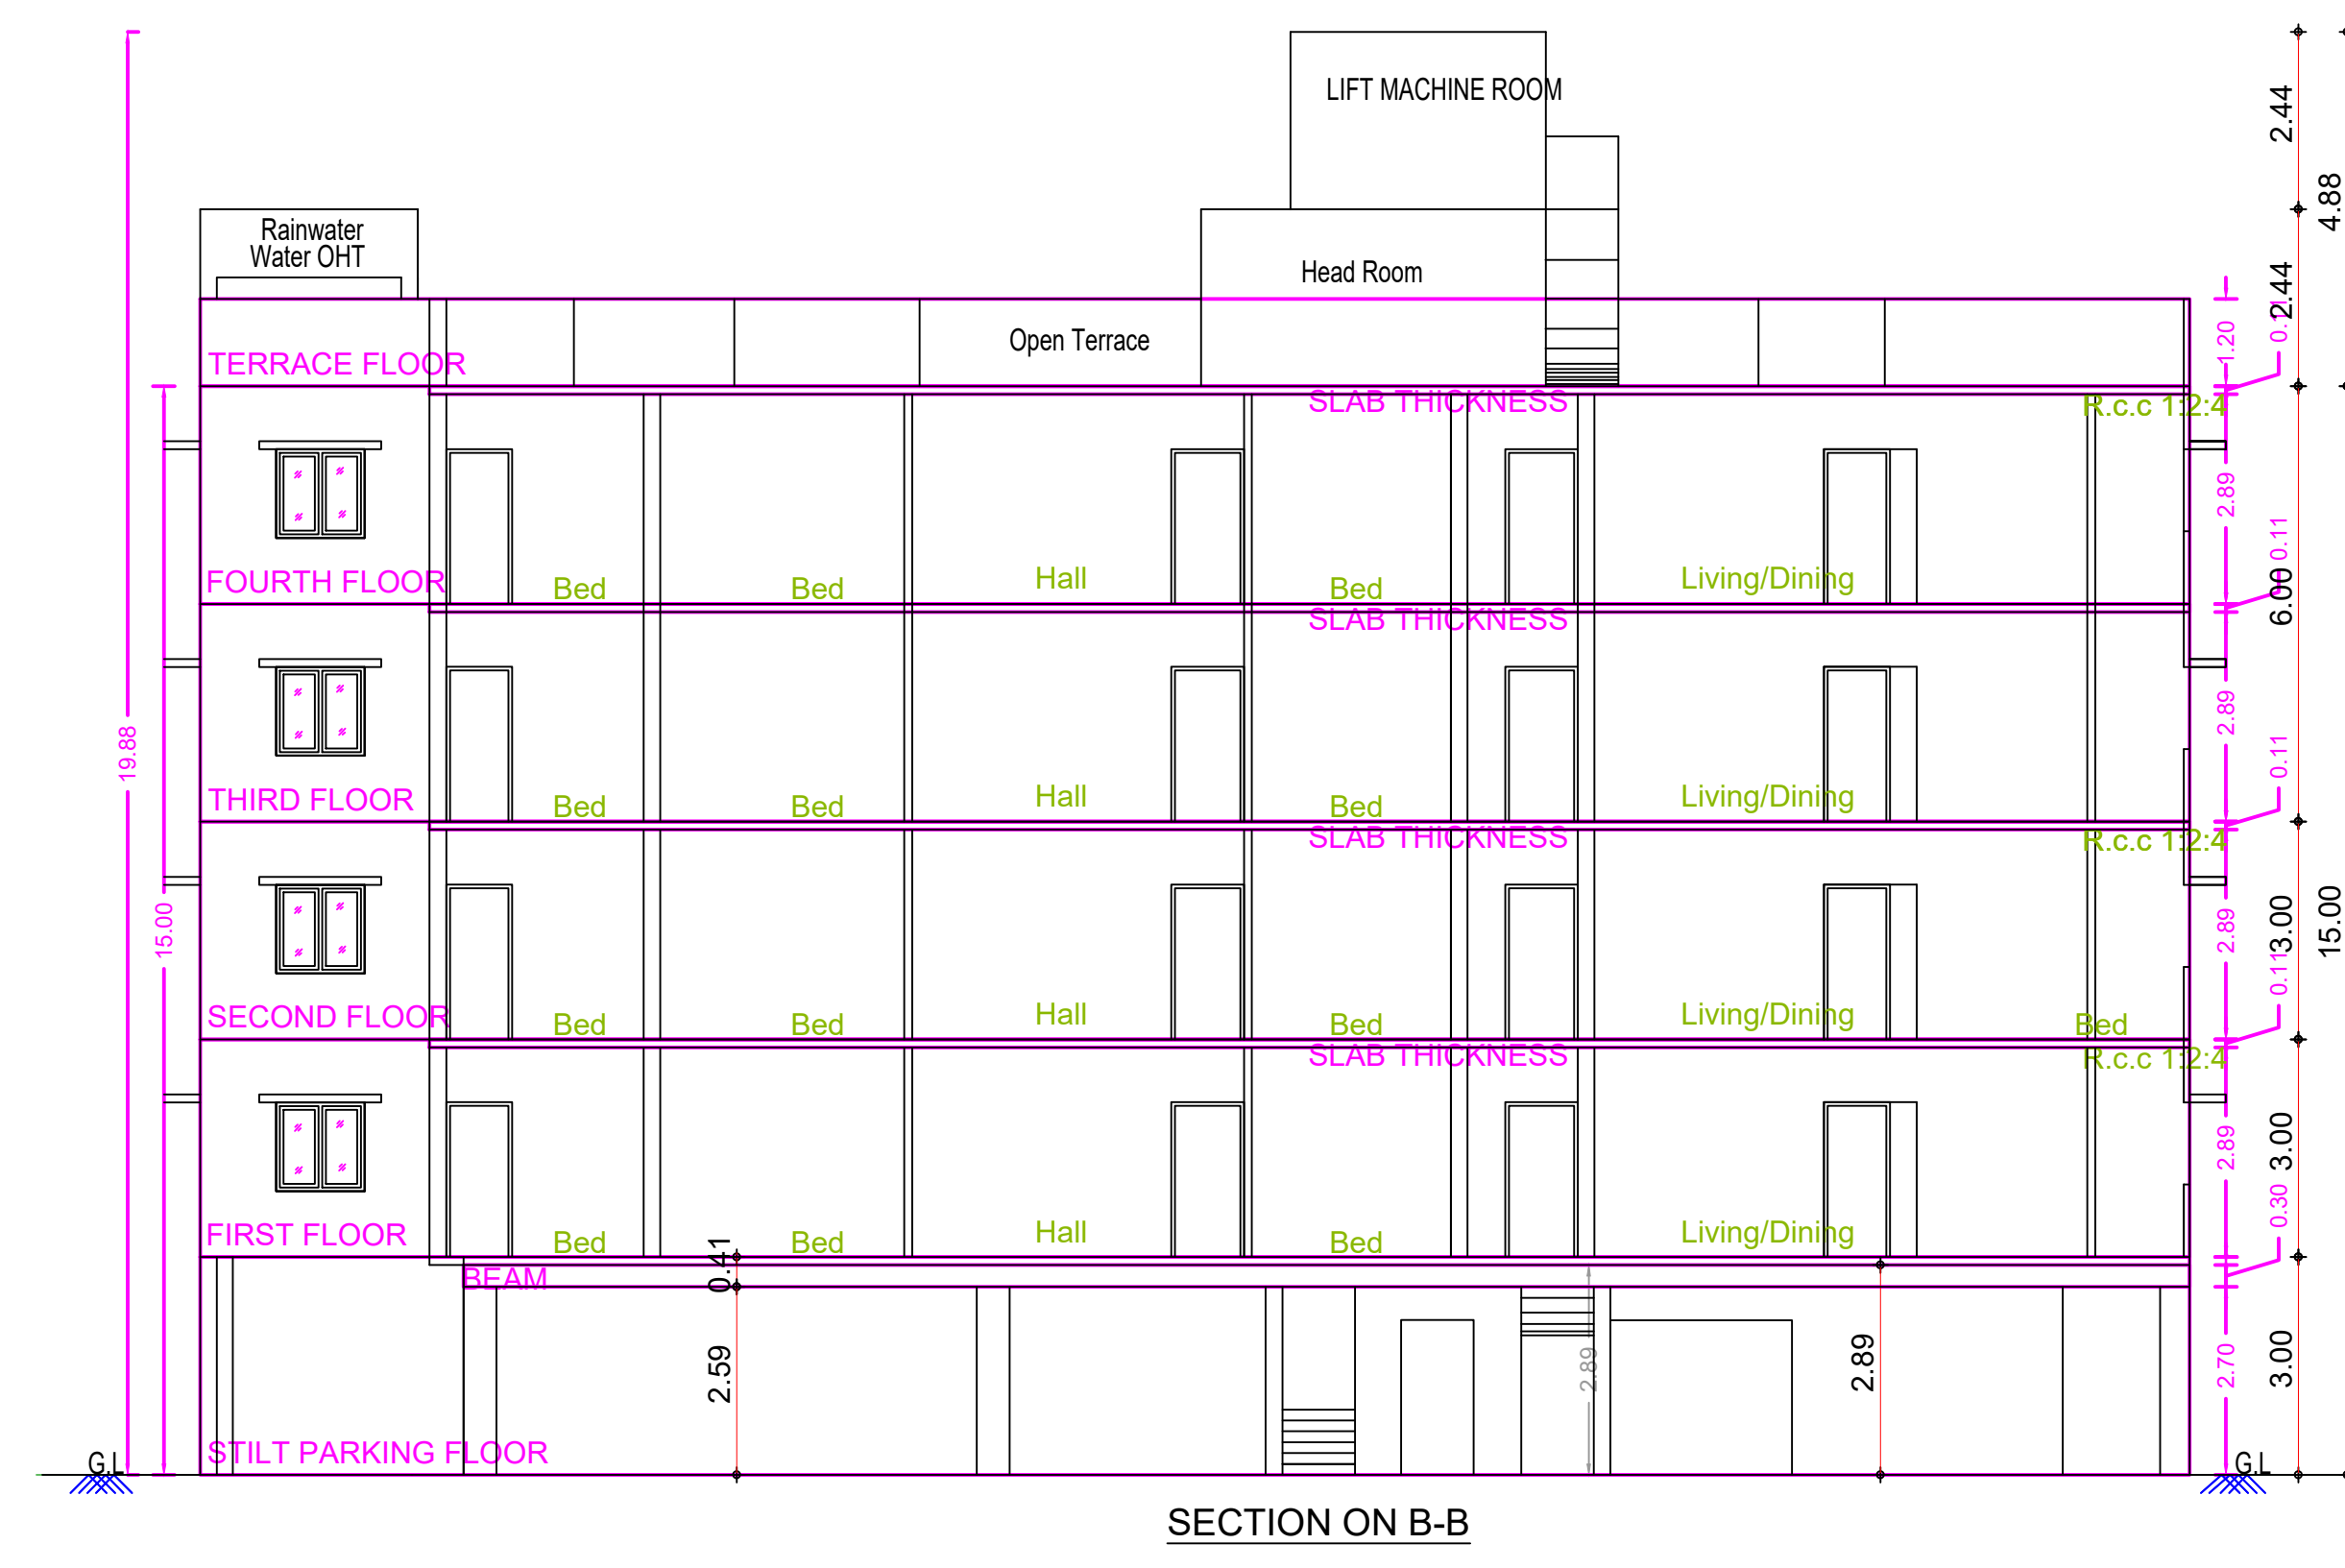 LIFT MACHINE ROOM
2.44
4.88
Rainwater
Water OHT
Head Room
2.44
0.11
1.20
Open Terrace
TERRACE FLOOR
SLAB THICKNESS
R.c.c 1:2:4
2.89
0.11
6.00
FOURTH FLOOR
Bed
Bed
Hall
Bed
Living/Dining
SLAB THICKNESS
2.89
19.88
0.11
THIRD FLOOR
Bed
Bed
Hall
Bed
Living/Dining
SLAB THICKNESS
R.c.c 1:2:4
15.00
2.89
3.00
15.00
0.11
SECOND FLOOR
Bed
Bed
Hall
Bed
Living/Dining
Bed
SLAB THICKNESS
R.c.c 1:2:4
2.89
3.00
0.30
FIRST FLOOR
Bed
Bed
Hall
Bed
Living/Dining
BEAM
0.41
2.59
2.89
2.89
2.70
3.00
STILT PARKING FLOOR
G.L
G.L
SECTION ON B-B